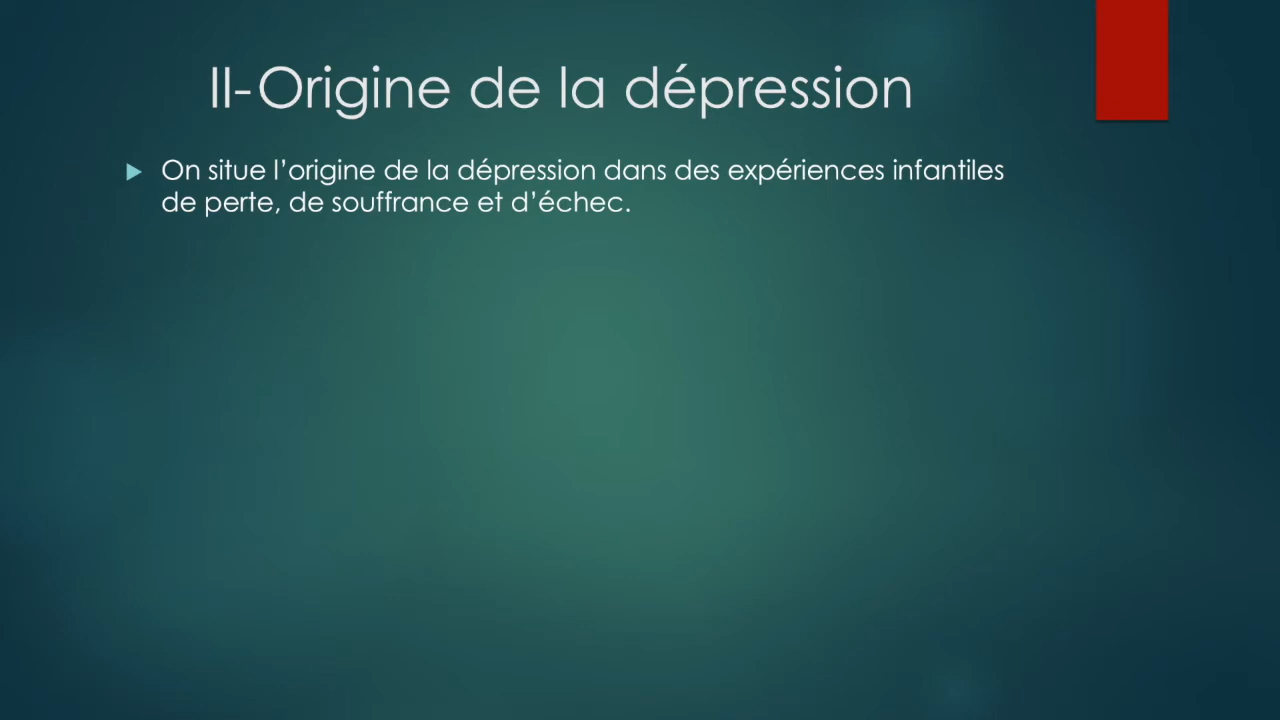 II-Origine de la dépression
On situe l’origine de la dépression dans des expériences infantiles
de perte, de souffrance et d’échec.